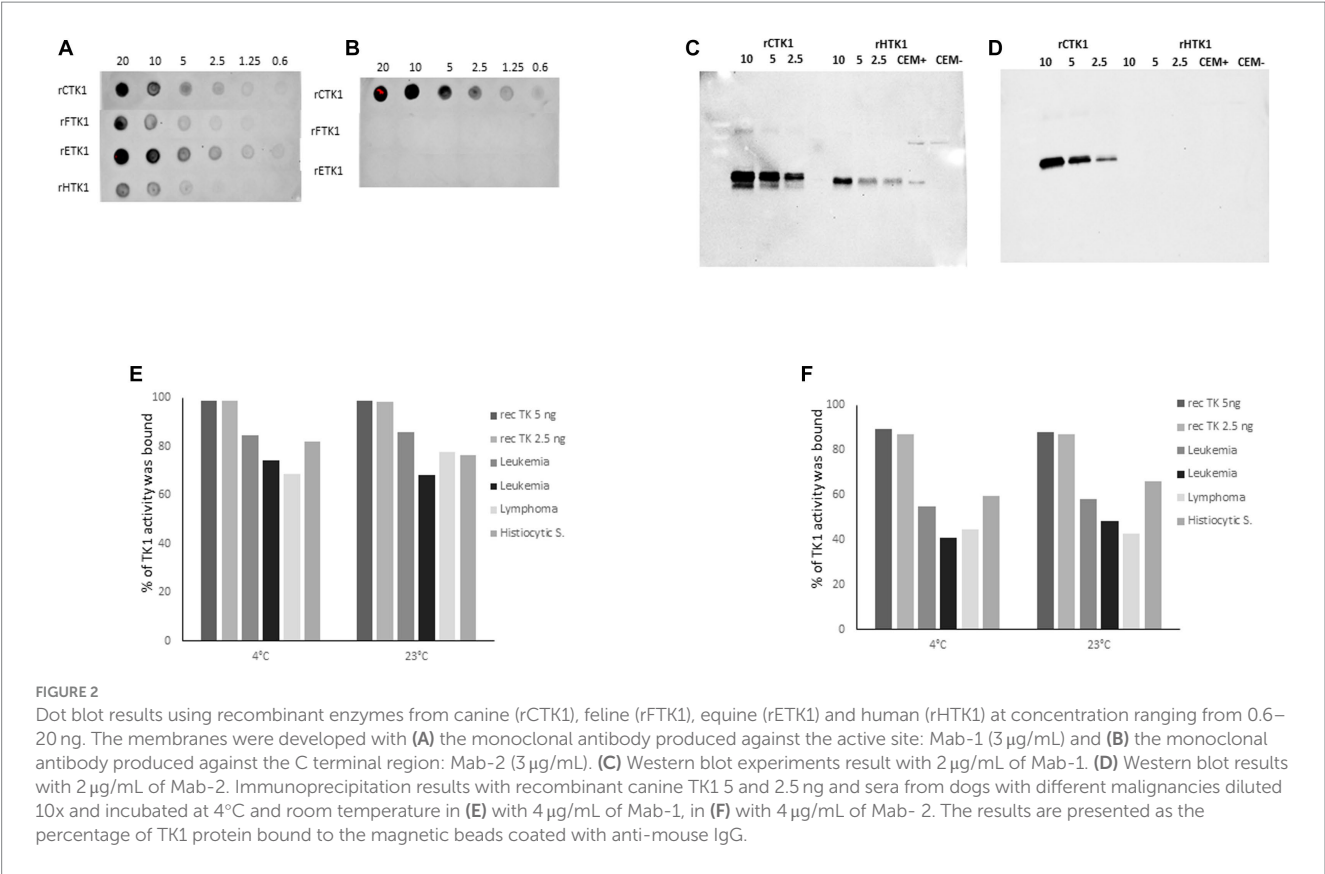 A
20 10 5 2.5 1.25 0.6
rCTK1
rFTK1
rETK1
rHTK1
B
20 10 5 2.5 1.25 0.6
rCTK1
rFTK1
rETK1
C
rCTK1 rHTK1
10 5 2.5 10 5 2.5 CEM+ CEM-
D
rCTK1 rHTK1
10 5 2.5 10 5 2.5 CEM+ CEM-
E
% of TK1 activity was bound
100
80
60
40
20
0
4°C 23°C
rec TK 5 ng
rec TK 2.5 ng
Leukemia
Leukemia
Lymphoma
Histiocytic S.
F
% of TK1 activity was bound
100
80
60
40
20
0
4°C 23°C
rec TK 5ng
rec TK 2.5 ng
Leukemia
Leukemia
Lymphoma
Histiocytic S.
FIGURE 2
Dot blot results using recombinant enzymes from canine (rCTK1), feline (rFTK1), equine (rETK1) and human (rHTK1) at concentration ranging from 0.6–
20 ng. The membranes were developed with (A) the monoclonal antibody produced against the active site: Mab-1 (3 μg/mL) and (B) the monoclonal
antibody produced against the C terminal region: Mab-2 (3 μg/mL). (C) Western blot experiments result with 2 μg/mL of Mab-1. (D) Western blot results
with 2 μg/mL of Mab-2. Immunoprecipitation results with recombinant canine TK1 5 and 2.5 ng and sera from dogs with different malignancies diluted
10x and incubated at 4°C and room temperature in (E) with 4 μg/mL of Mab-1, in (F) with 4 μg/mL of Mab- 2. The results are presented as the
percentage of TK1 protein bound to the magnetic beads coated with anti-mouse IgG.